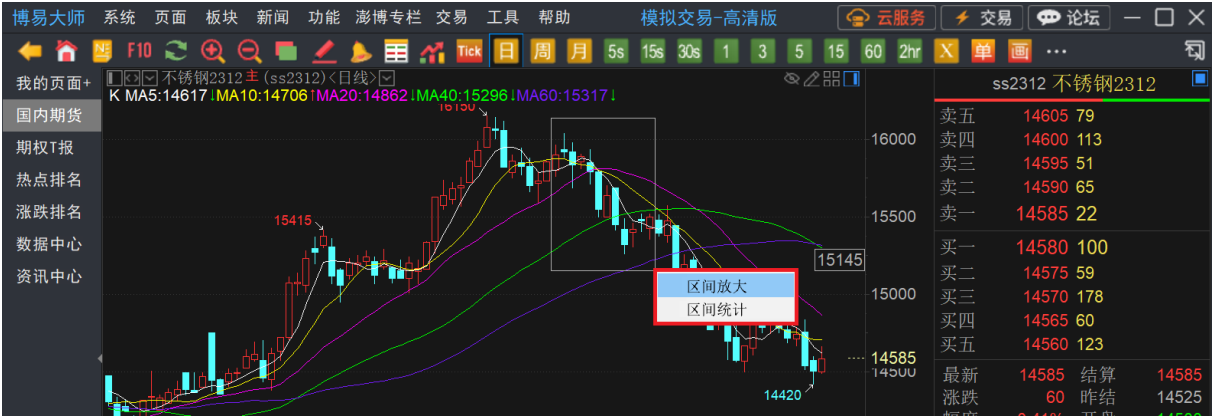 博易大师 系统 页面 板块 新闻 功能 澎博专栏 交易 工具 帮助 模拟交易-高清版 云服务 交易 论坛
F10 Tick 日 周 月 5s 15s 30s 1 3 5 15 60 2hr X 单 画 ...
我的页面+
国内期货
期权T报
热点排名
涨跌排名
数据中心
资讯中心
不锈钢2312主 (ss2312)<日线>
K MA5:14617↓MA10:14706↑MA20:14862↓MA40:15296↓MA60:15317↓
16150
15415
14420
区间放大
区间统计
16000
15500
15145
15000
14585
14500
ss2312 不锈钢2312
卖五 14605 79
卖四 14600 113
卖三 14595 51
卖二 14590 65
卖一 14585 22
买一 14580 100
买二 14575 59
买三 14570 178
买四 14565 60
买五 14560 123
最新 14585 结算 14585
涨跌 60 昨结 14525